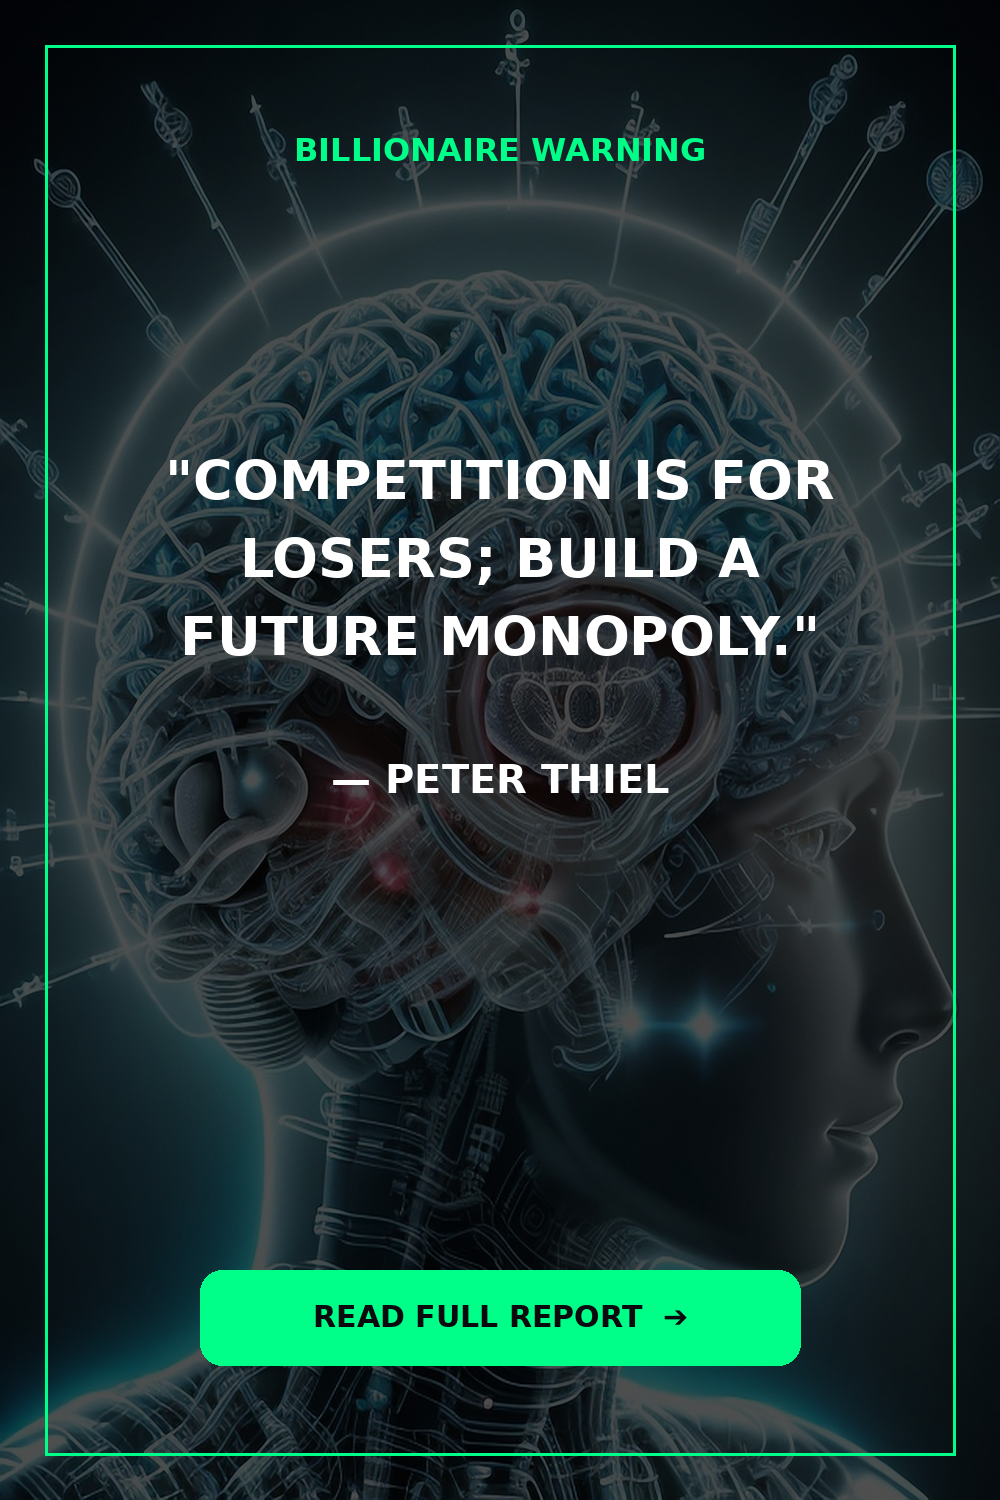 BILLIONAIRE WARNING
"COMPETITION IS FOR
LOSERS; BUILD A
FUTURE MONOPOLY."
— PETER THIEL
READ FULL REPORT ➔